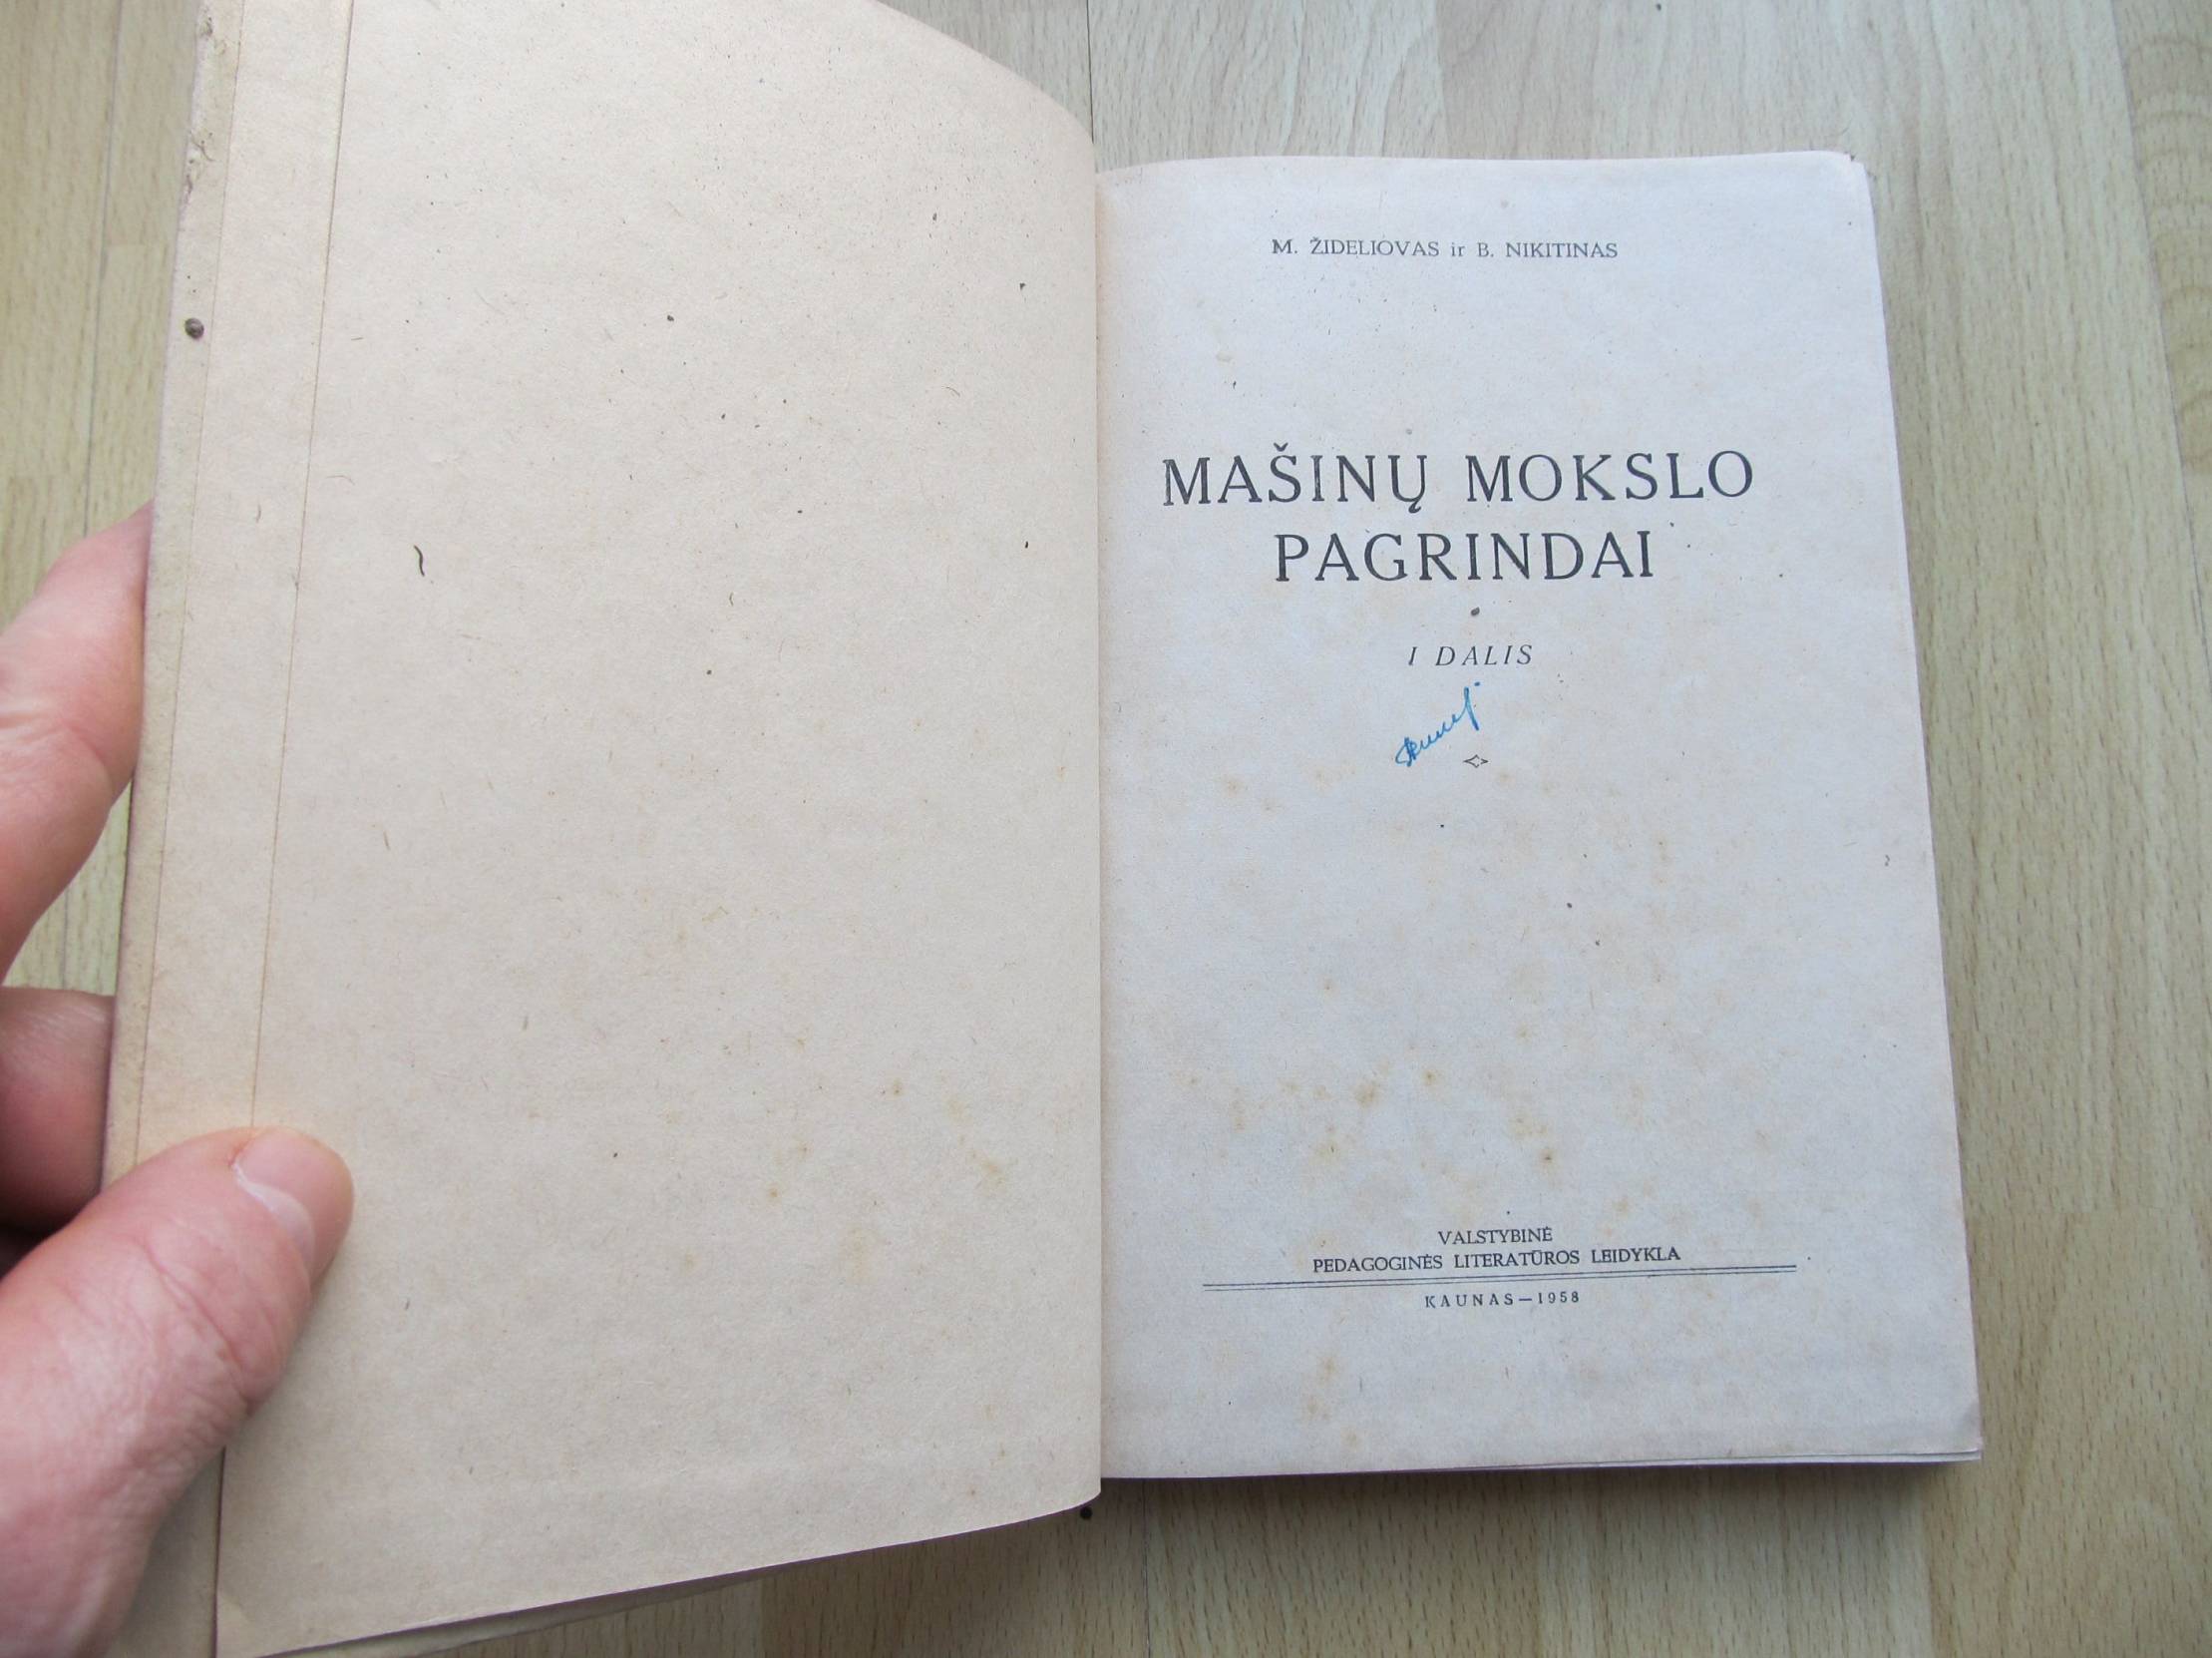 M. ŽIDELIOVAS ir B. NIKITINAS
MAŠINŲ MOKSLO
PAGRINDAI
I DALIS
VALSTYBINĖ
PEDAGOGINĖS LITERATŪROS LEIDYKLA
KAUNAS—1958